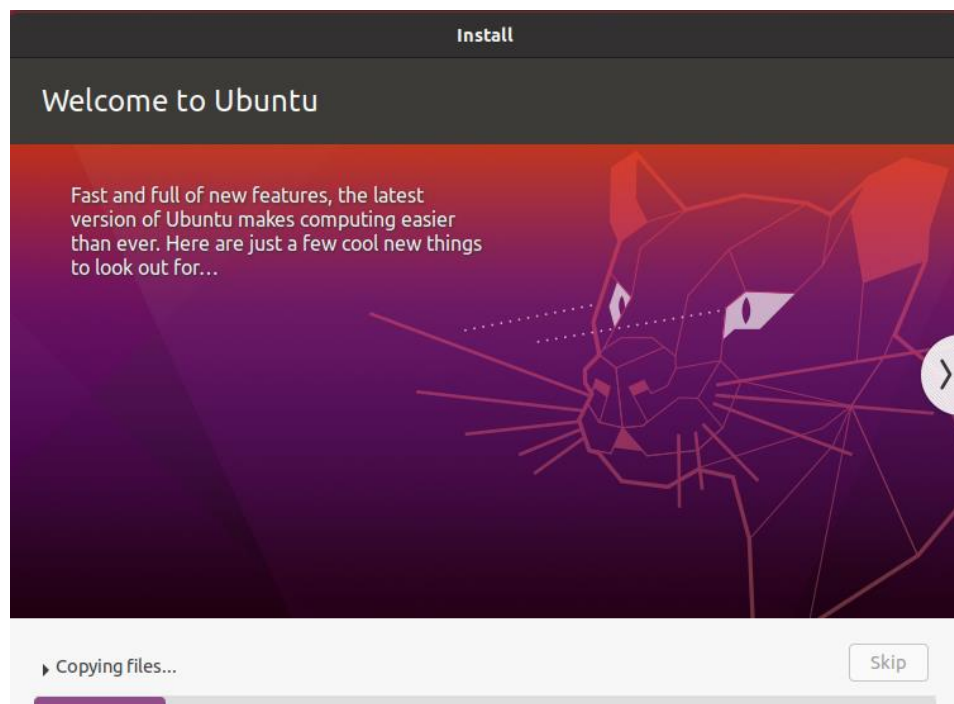 Install
Welcome to Ubuntu
Fast and full of new features, the latest
version of Ubuntu makes computing easier
than ever. Here are just a few cool new things
to look out for…
Copying files...
Skip